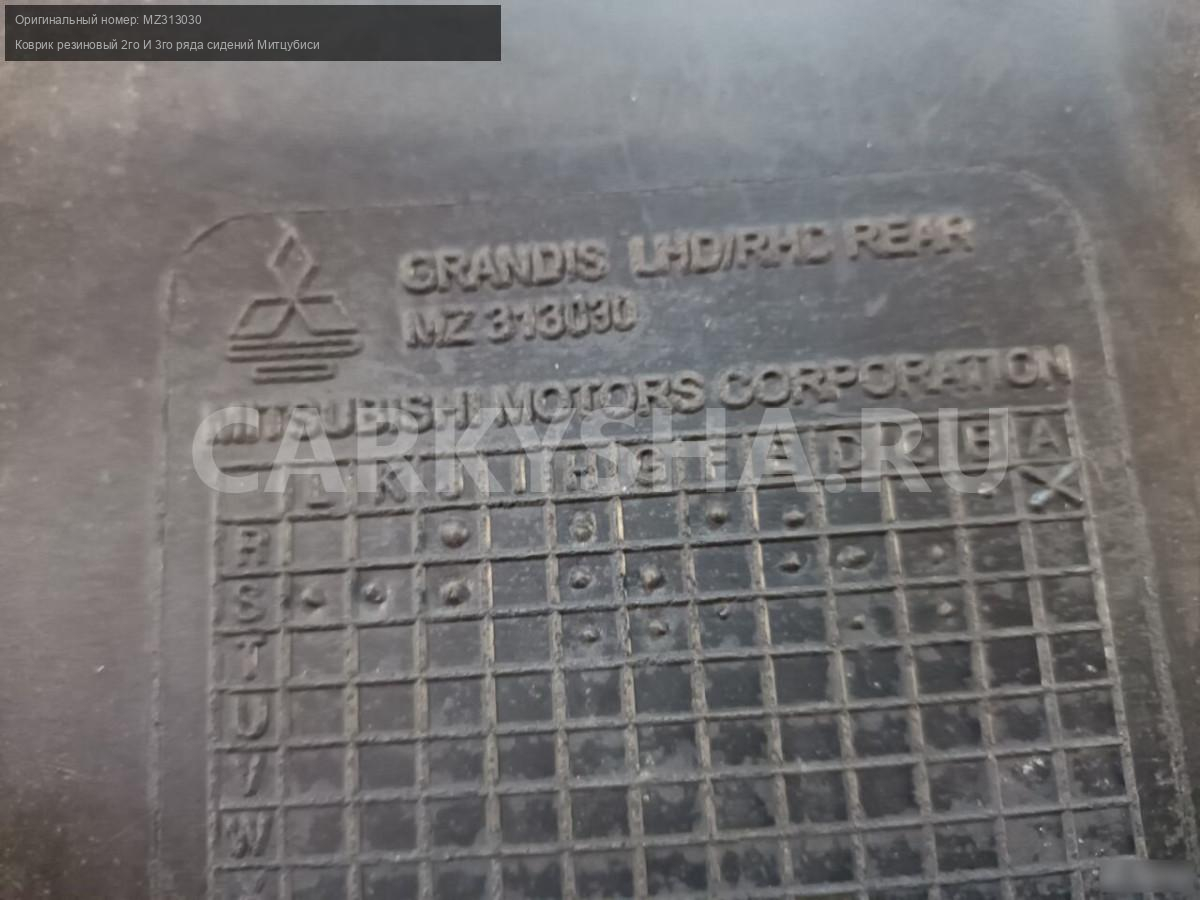 Оригинальный номер: MZ313030
Коврик резиновый 2го И 3го ряда сидений Митцубиси
GRANDIS LHD/RHD REAR
MZ 313030
MITSUBISHI MOTORS CORPORATION
CARKYSHA.RU
L K J I H G F E D C B A
R
S
T
U
V
W